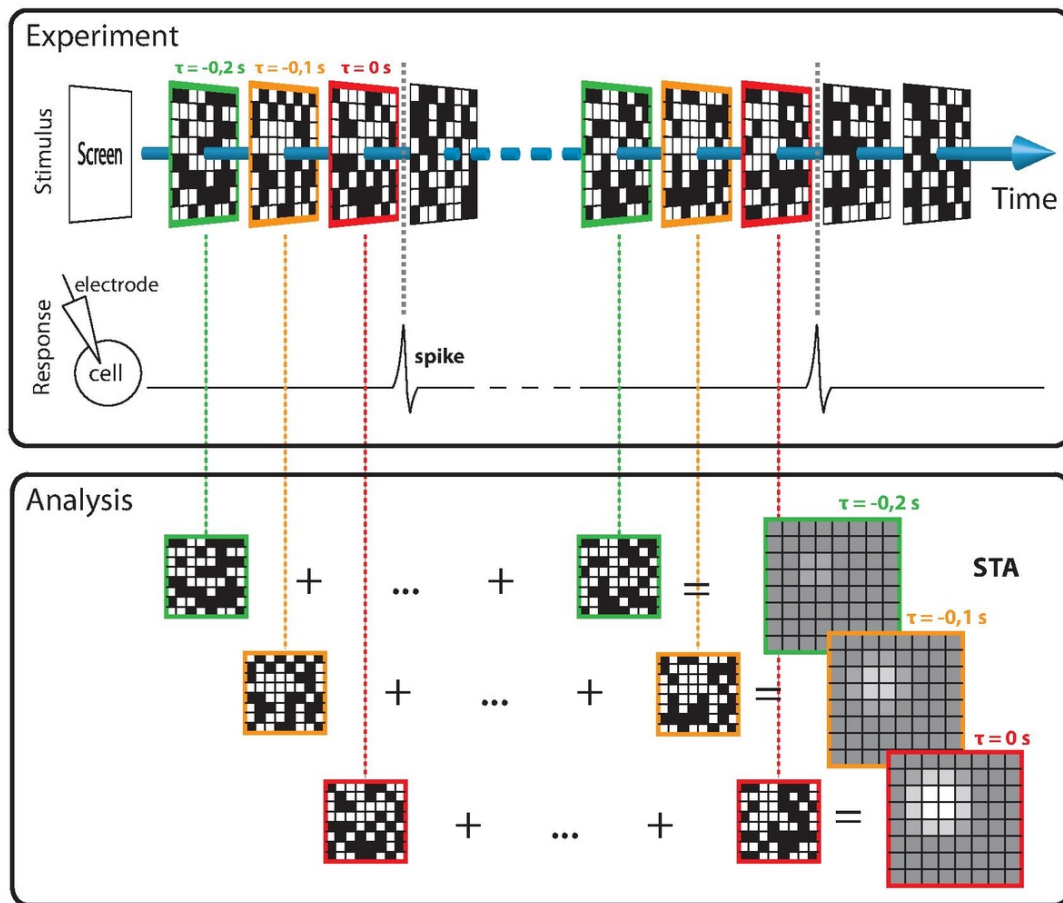 Experiment
τ = -0,2 s τ = -0,1 s τ = 0 s
Stimulus
Screen
Time
electrode
Response
cell
spike
Analysis
τ = -0,2 s
+ ... + =
STA
τ = -0,1 s
+ ... + =
τ = 0 s
+ ... + =